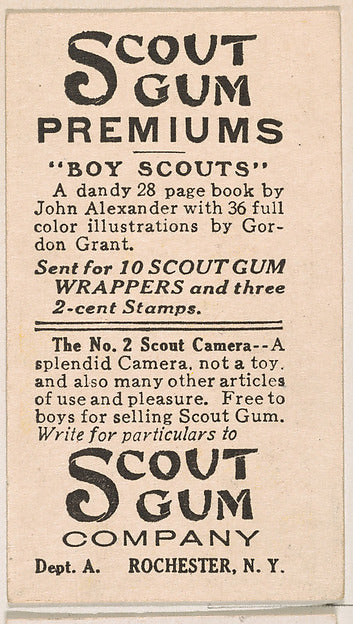 SCOUT
GUM
PREMIUMS
"BOY SCOUTS"
A dandy 28 page book by
John Alexander with 36 full
color illustrations by Gor-
don Grant.
Sent for 10 SCOUT GUM
WRAPPERS and three
2-cent Stamps.
The No. 2 Scout Camera--A
splendid Camera, not a toy,
and also many other articles
of use and pleasure. Free to
boys for selling Scout Gum.
Write for particulars to
SCOUT
GUM
COMPANY
Dept. A. ROCHESTER, N. Y.